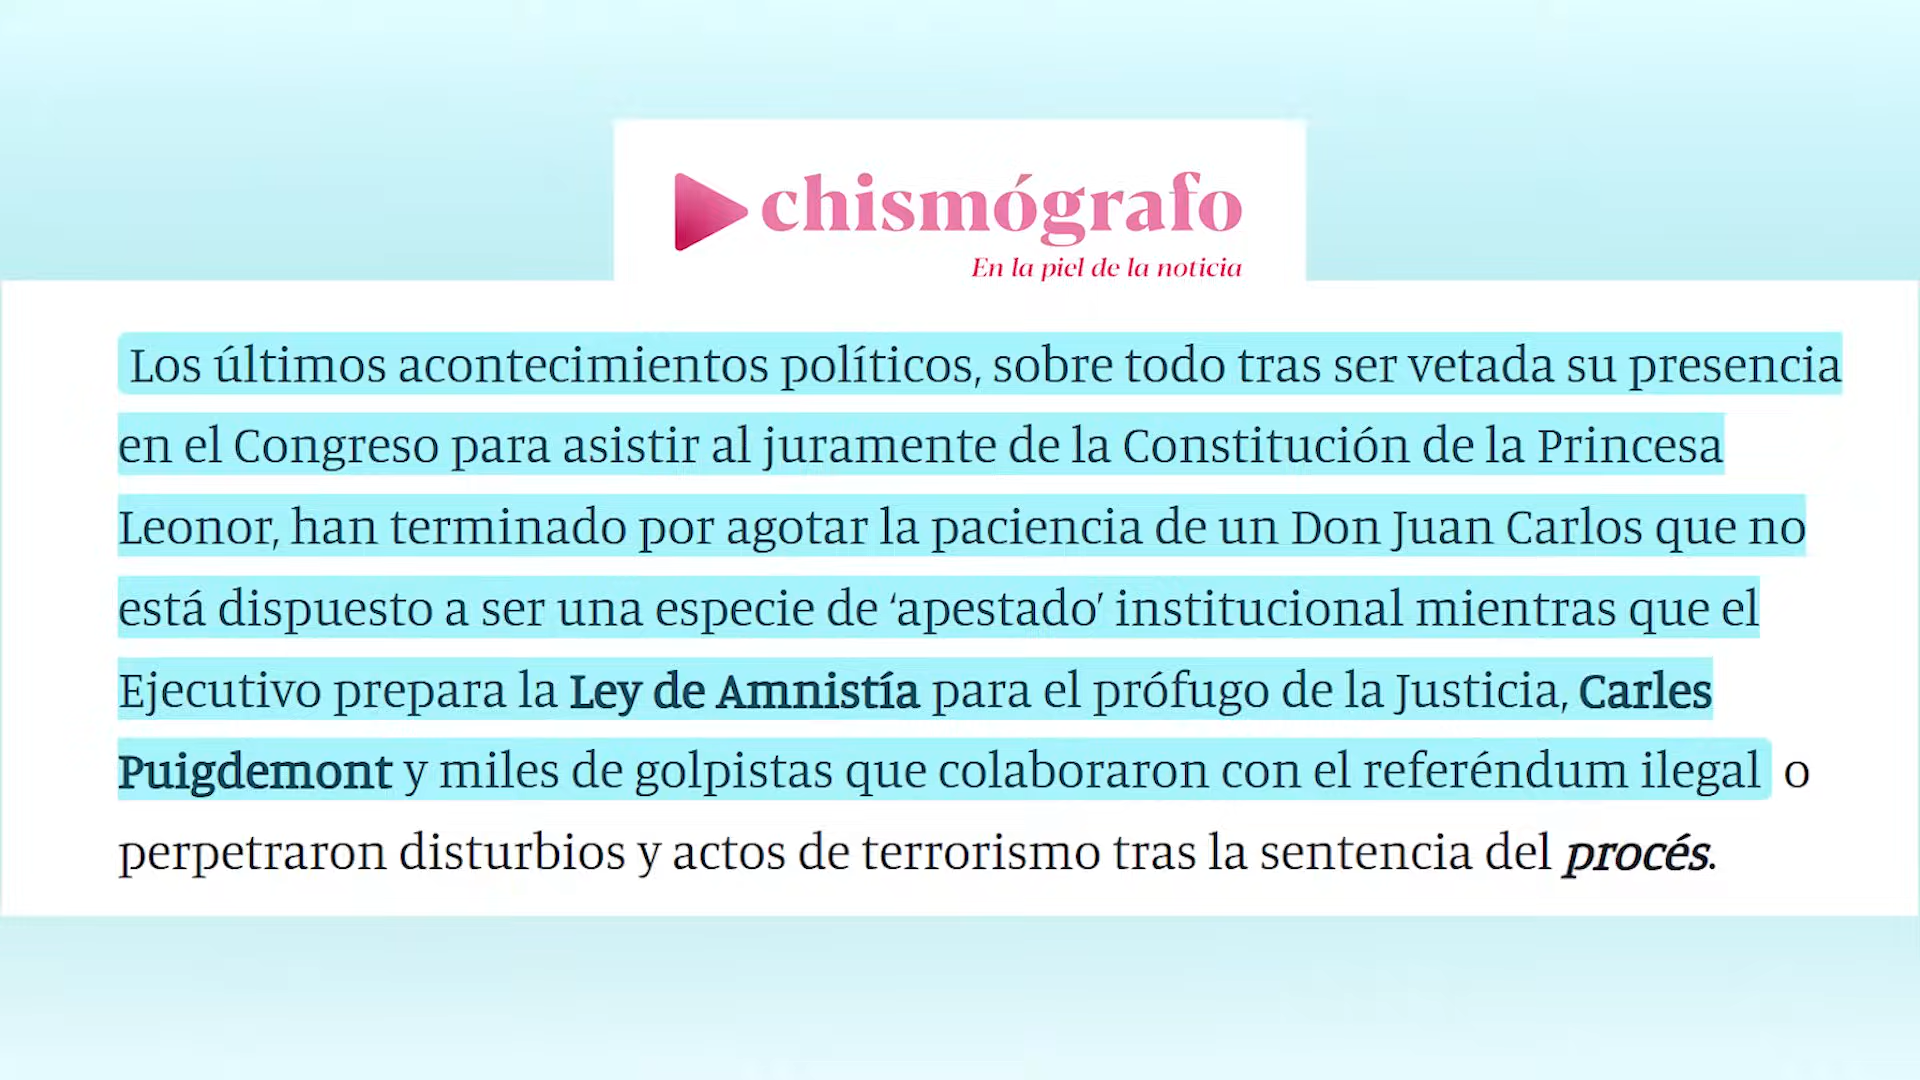 chismógrafo
En la piel de la noticia
Los últimos acontecimientos políticos, sobre todo tras ser vetada su presencia
en el Congreso para asistir al juramente de la Constitución de la Princesa
Leonor, han terminado por agotar la paciencia de un Don Juan Carlos que no
está dispuesto a ser una especie de ‘apestado’ institucional mientras que el
Ejecutivo prepara la Ley de Amnistía para el prófugo de la Justicia, Carles
Puigdemont y miles de golpistas que colaboraron con el referéndum ilegal o
perpetraron disturbios y actos de terrorismo tras la sentencia del procés.